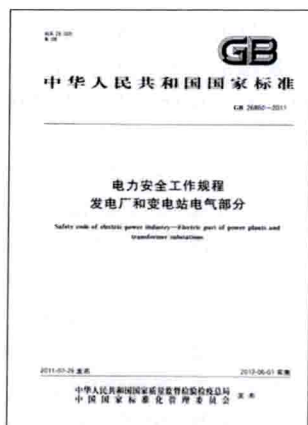 GB
中华人民共和国国家标准
GB 26860—2011
电力安全工作规程
发电厂和变电站电气部分
Safety code of electric power industry—Electric part of power plants and
transformer substations
2011-07-29 发布
2012-06-01 实施
中华人民共和国国家质量监督检验检疫总局
中国国家标准化管理委员会
发布